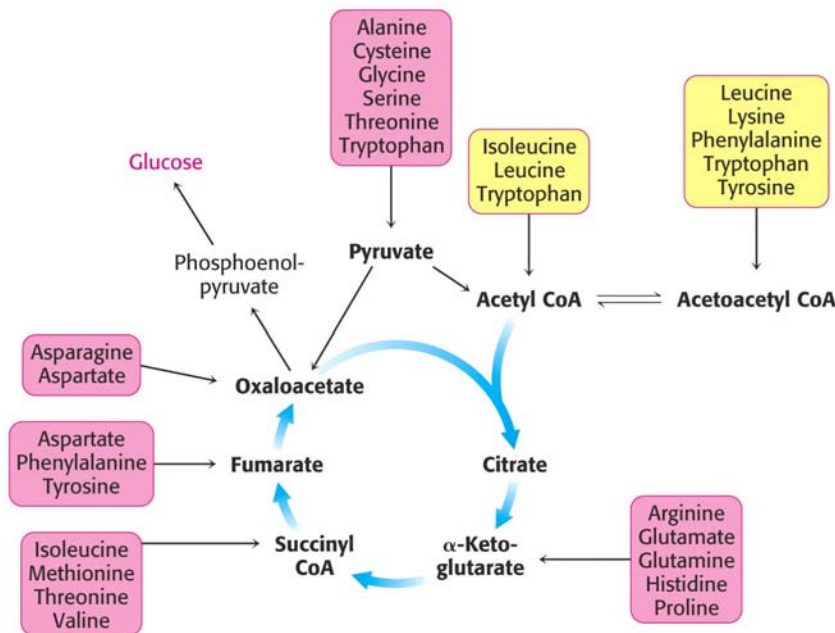 Alanine
Cysteine
Glycine
Serine
Threonine
Tryptophan
Isoleucine
Leucine
Tryptophan
Leucine
Lysine
Phenylalanine
Tryptophan
Tyrosine
Glucose
Phosphoenol-
pyruvate
Pyruvate
Acetyl CoA
Acetoacetyl CoA
Asparagine
Aspartate
Oxaloacetate
Aspartate
Phenylalanine
Tyrosine
Fumarate
Citrate
Isoleucine
Methionine
Threonine
Valine
Succinyl
CoA
α-Keto-
glutarate
Arginine
Glutamate
Glutamine
Histidine
Proline